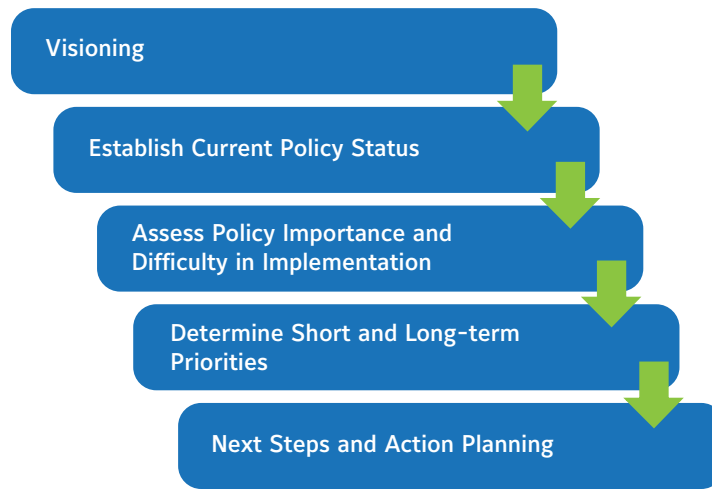 Visioning
Establish Current Policy Status
Assess Policy Importance and
Difficulty in Implementation
Determine Short and Long-term
Priorities
Next Steps and Action Planning